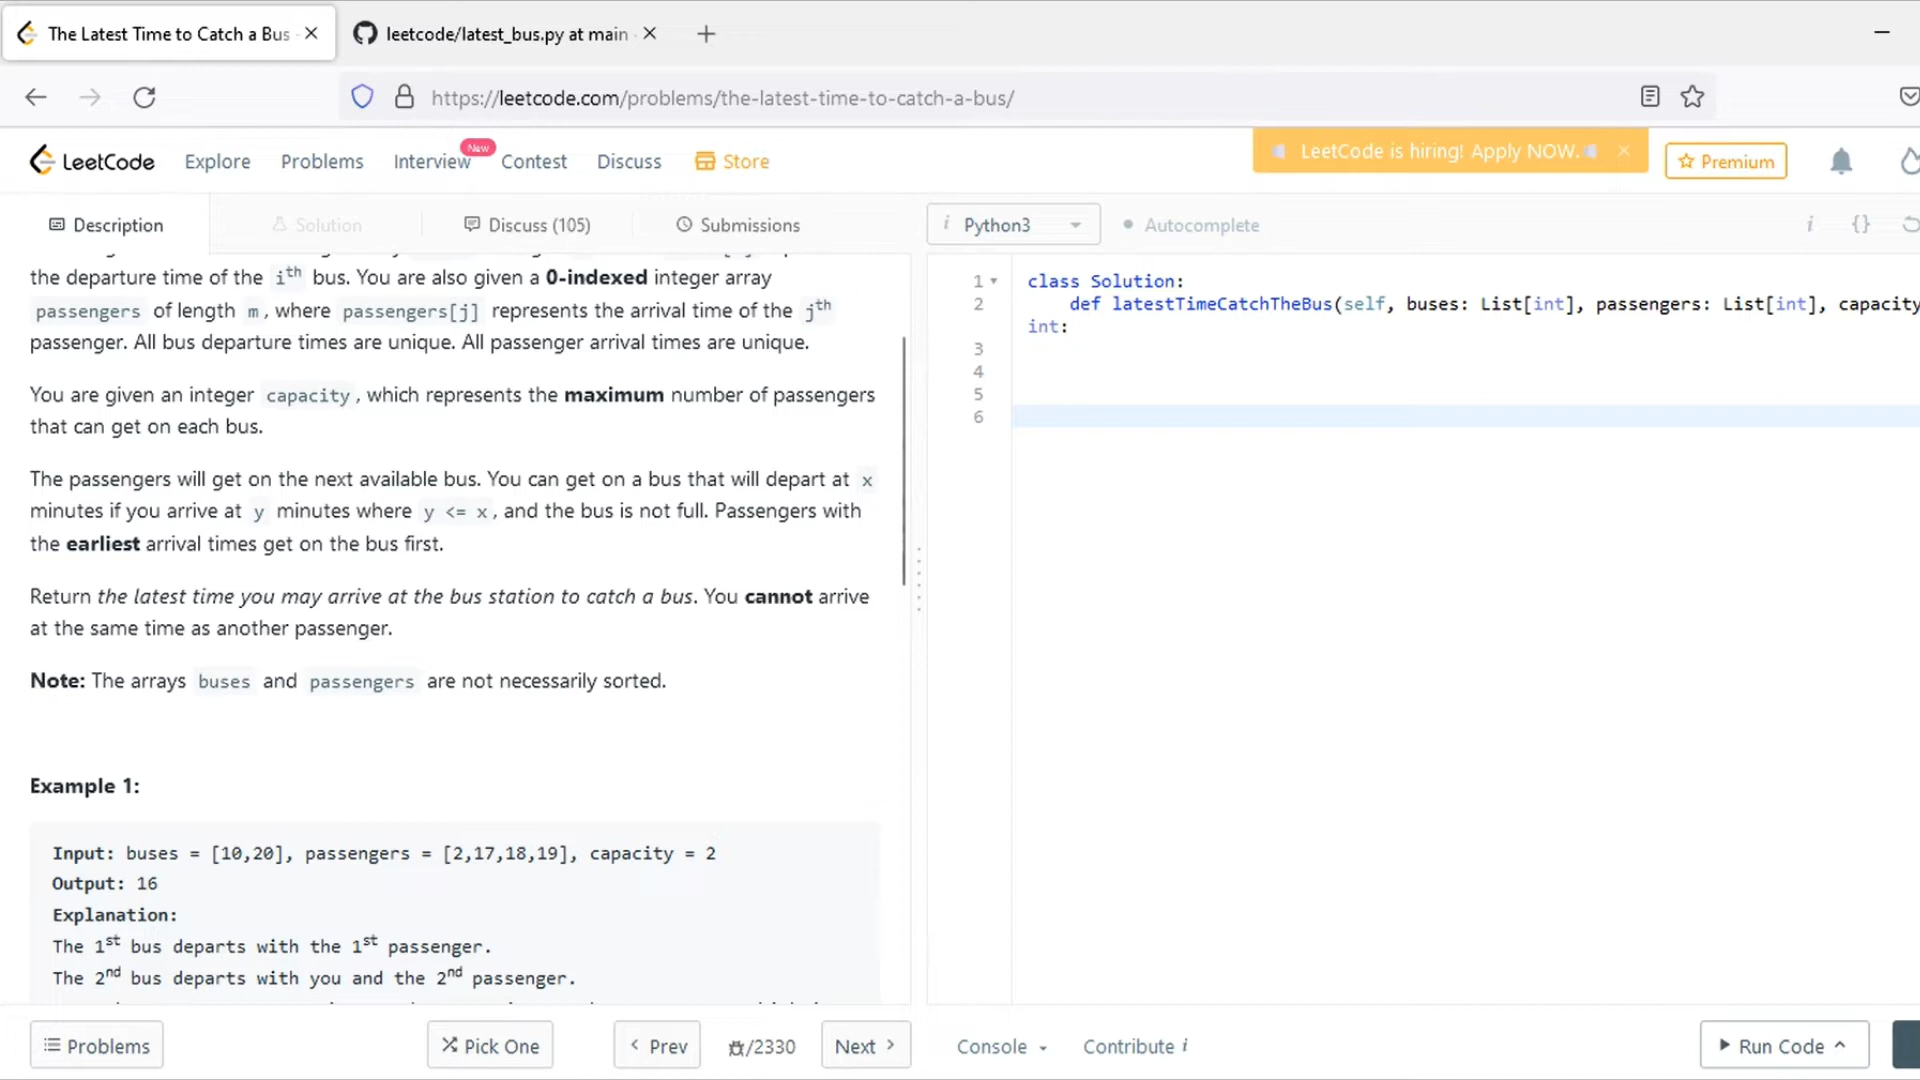 The Latest Time to Catch a Bus
leetcode/latest_bus.py at main
https://leetcode.com/problems/the-latest-time-to-catch-a-bus/
LeetCode
Explore
Problems
Interview
New
Contest
Discuss
Store
LeetCode is hiring! Apply NOW.
Premium
Description
Solution
Discuss (105)
Submissions
i Python3
Autocomplete
i {}
the departure time of the ith bus. You are also given a 0-indexed integer array
passengers of length m, where passengers[j] represents the arrival time of the jth
passenger. All bus departure times are unique. All passenger arrival times are unique.
You are given an integer capacity, which represents the maximum number of passengers
that can get on each bus.
The passengers will get on the next available bus. You can get on a bus that will depart at x
minutes if you arrive at y minutes where y <= x, and the bus is not full. Passengers with
the earliest arrival times get on the bus first.
Return the latest time you may arrive at the bus station to catch a bus. You cannot arrive
at the same time as another passenger.
Note: The arrays buses and passengers are not necessarily sorted.
Example 1:
Input: buses = [10,20], passengers = [2,17,18,19], capacity = 2
Output: 16
Explanation:
The 1st bus departs with the 1st passenger.
The 2nd bus departs with you and the 2nd passenger.
1 class Solution:
2 def latestTimeCatchTheBus(self, buses: List[int], passengers: List[int], capacity
int:
3
4
5
6
Problems
Pick One
Prev
/2330
Next
Console
Contribute i
Run Code